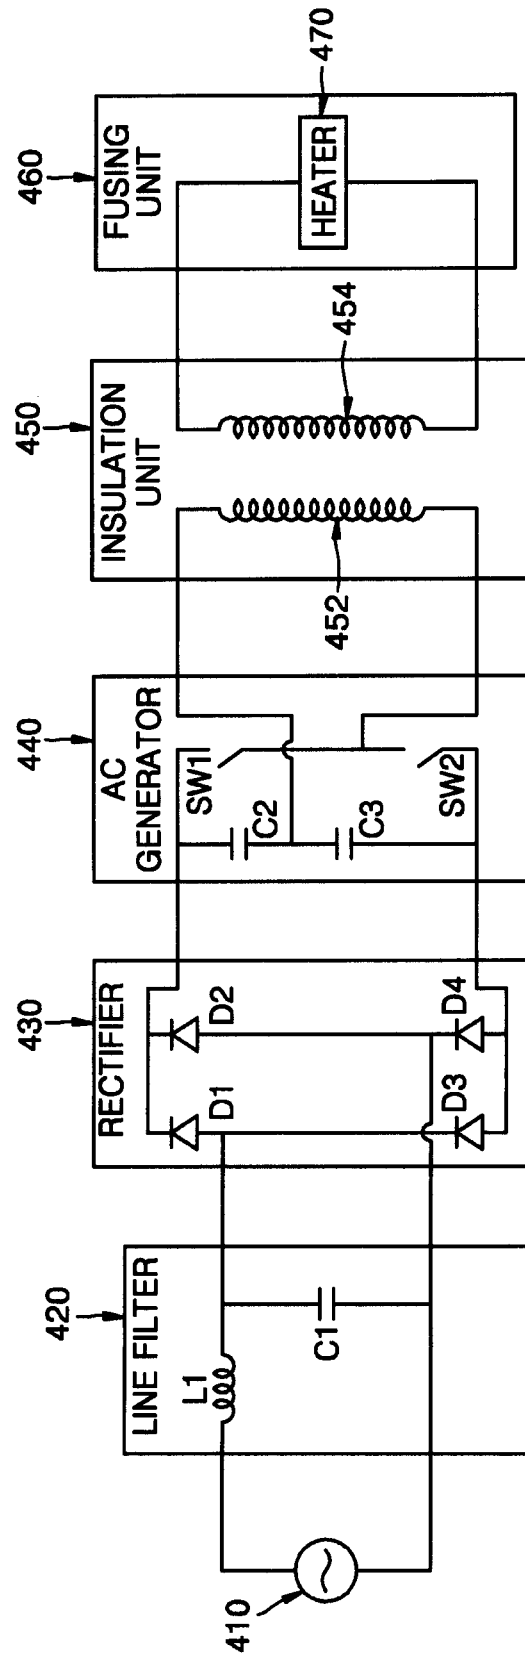 410
420
LINE FILTER
L1
C1
430
RECTIFIER
D1
D2
D3
D4
440
AC
GENERATOR
SW1
C2
C3
SW2
450
INSULATION
UNIT
452
454
460
FUSING
UNIT
HEATER
470